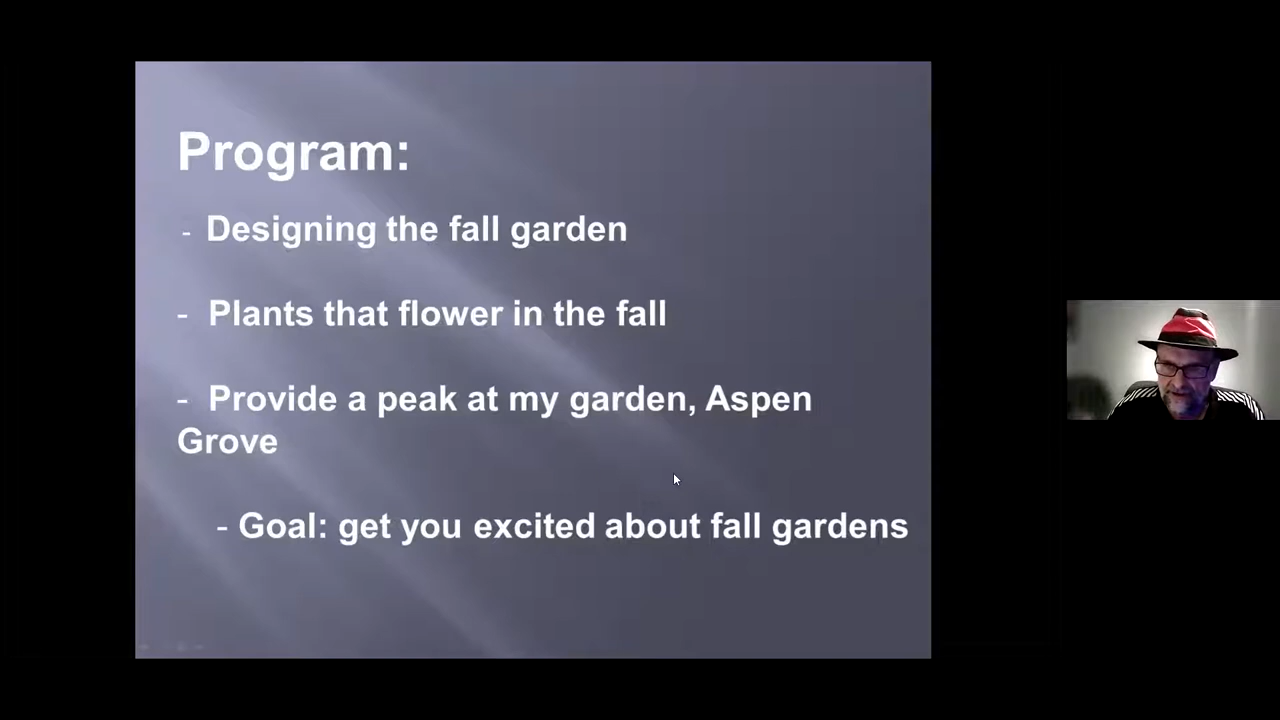 Program:
- Designing the fall garden
- Plants that flower in the fall
- Provide a peak at my garden, Aspen
Grove
- Goal: get you excited about fall gardens